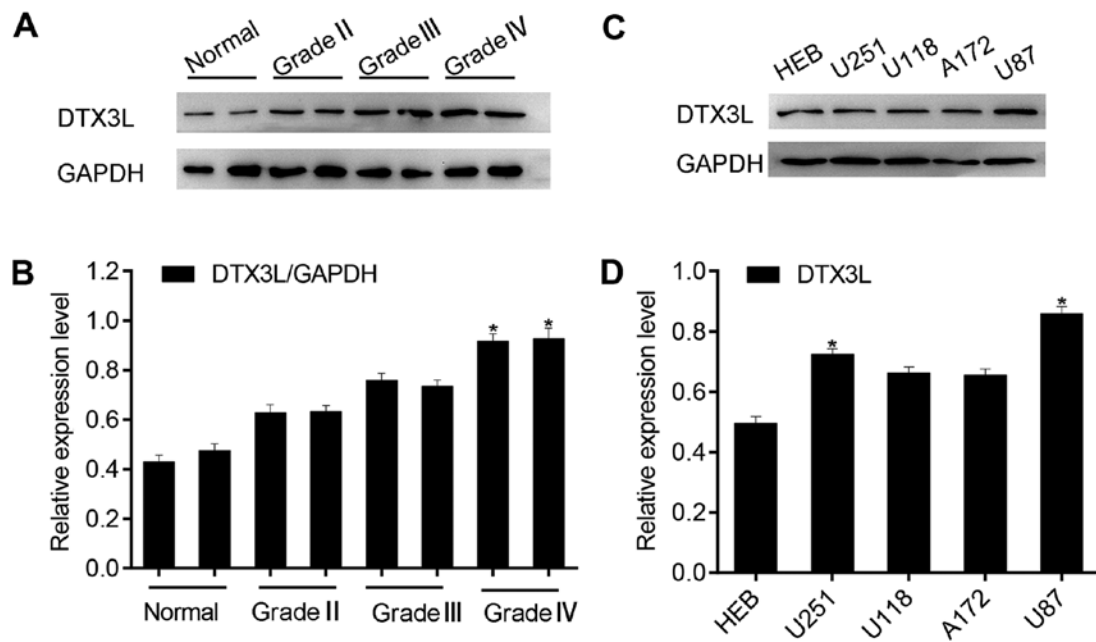 A
Normal Grade II Grade III Grade IV
DTX3L
GAPDH
C
HEB U251 U118 A172 U87
DTX3L
GAPDH
B
DTX3L/GAPDH
Relative expression level
1.2
1.0
0.8
0.6
0.4
0.2
0.0
* *
Normal Grade II Grade III Grade IV
D
DTX3L
Relative expression level
1.0
0.8
0.6
0.4
0.2
0.0
* *
HEB U251 U118 A172 U87